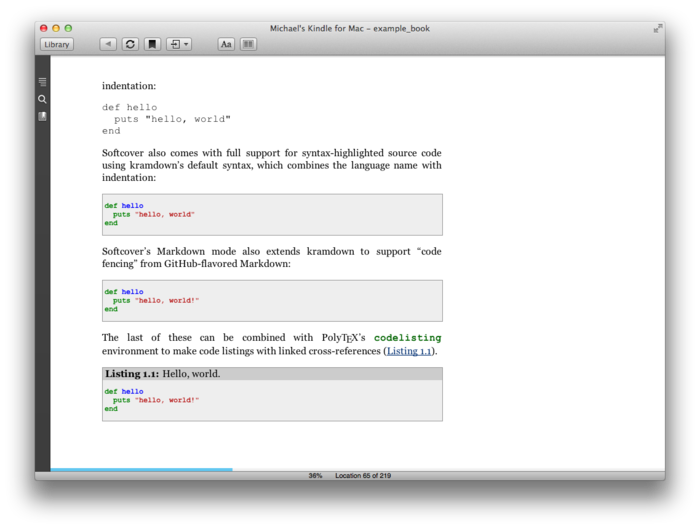 Michael's Kindle for Mac – example_book
Library
Aa
indentation:
def hello
  puts "hello, world"
end
Softcover also comes with full support for syntax-highlighted source code
using kramdown's default syntax, which combines the language name with
indentation:
def hello
  puts "hello, world"
end
Softcover's Markdown mode also extends kramdown to support “code
fencing” from GitHub-flavored Markdown:
def hello
  puts "hello, world!"
end
The last of these can be combined with PolyTEX's codelisting
environment to make code listings with linked cross-references (Listing 1.1).
Listing 1.1: Hello, world.
def hello
  puts "hello, world!"
end
36% Location 65 of 219